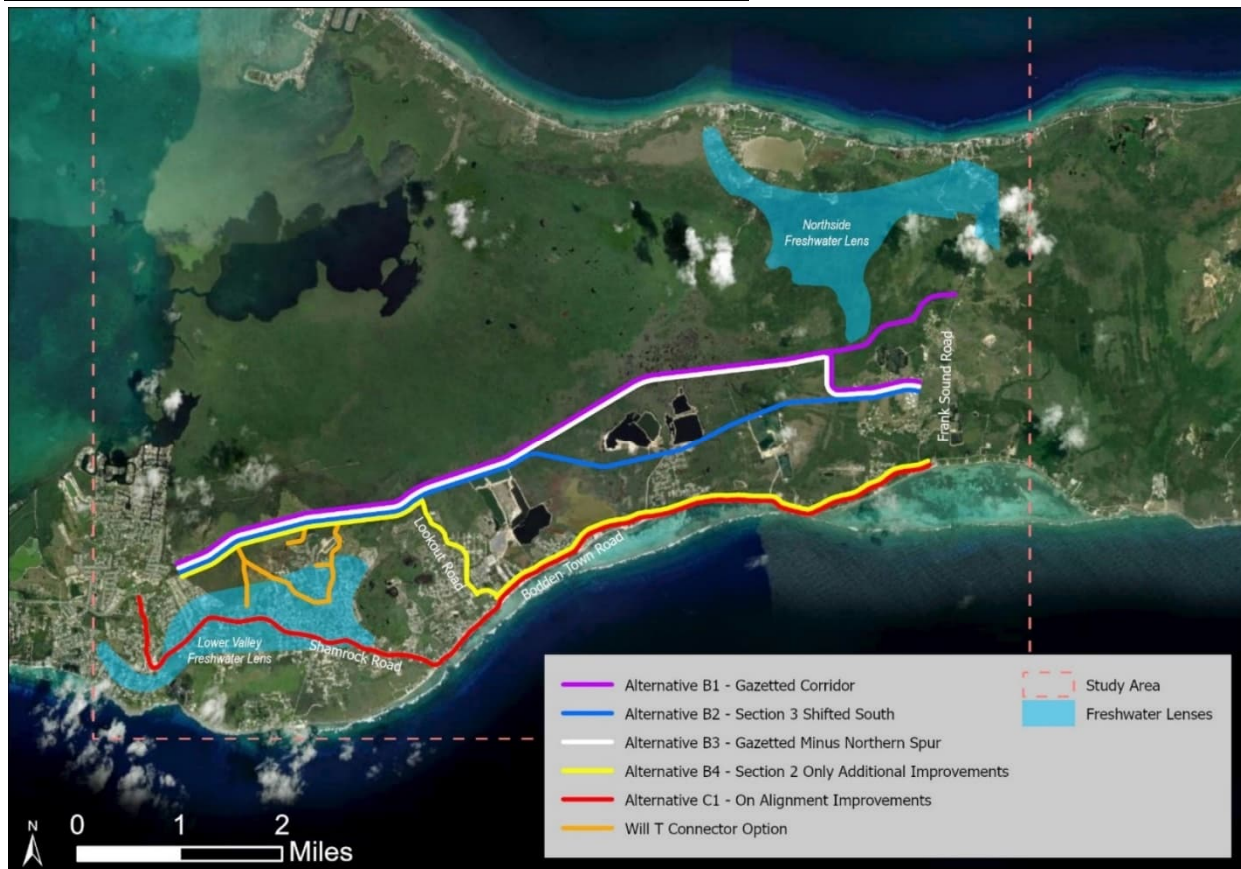 Northside
Freshwater Lens
Frank Sound Road
Lookout Road
Bodden Town Road
Lower Valley
Freshwater Lens
Shamrock Road
Alternative B1 - Gazetted Corridor
Alternative B2 - Section 3 Shifted South
Alternative B3 - Gazetted Minus Northern Spur
Alternative B4 - Section 2 Only Additional Improvements
Alternative C1 - On Alignment Improvements
Will T Connector Option
Study Area
Freshwater Lenses
N
0 1 2
Miles